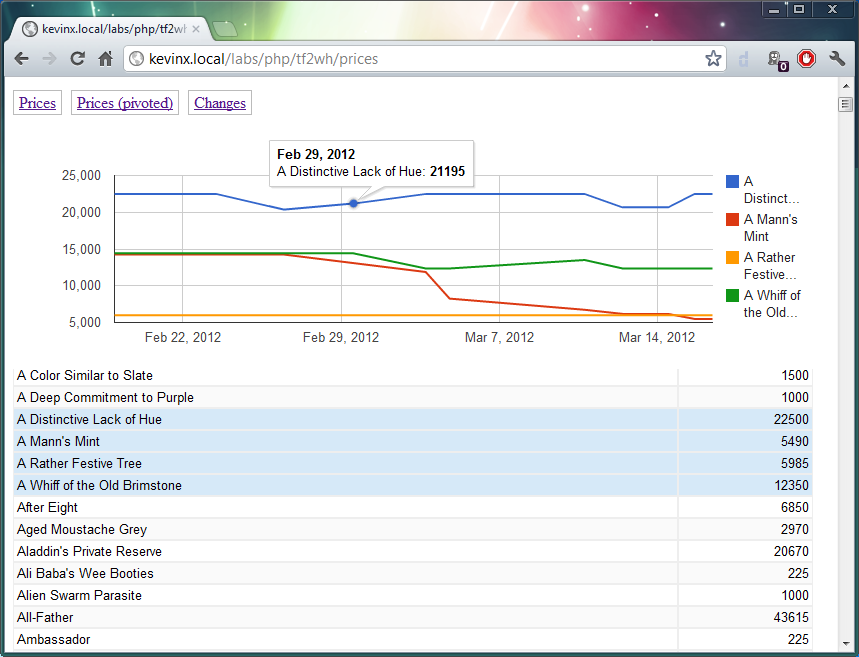 kevinx.local/labs/php/tf2wh
kevinx.local/labs/php/tf2wh/prices
0
Prices Prices (pivoted) Changes
Feb 29, 2012
A Distinctive Lack of Hue: 21195
25,000
20,000
15,000
10,000
5,000
Feb 22, 2012 Feb 29, 2012 Mar 7, 2012 Mar 14, 2012
A
Distinct...
A Mann's
Mint
A Rather
Festive...
A Whiff of
the Old...
A Color Similar to Slate 1500
A Deep Commitment to Purple 1000
A Distinctive Lack of Hue 22500
A Mann's Mint 5490
A Rather Festive Tree 5985
A Whiff of the Old Brimstone 12350
After Eight 6850
Aged Moustache Grey 2970
Aladdin's Private Reserve 20670
Ali Baba's Wee Booties 225
Alien Swarm Parasite 1000
All-Father 43615
Ambassador 225